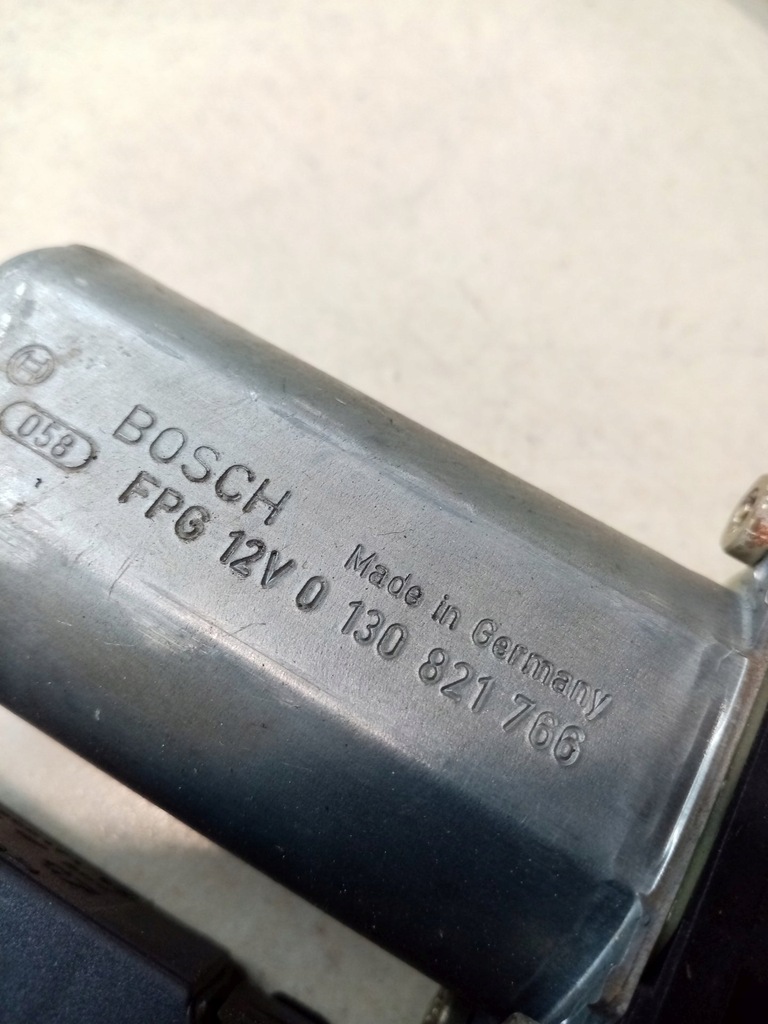 H
058
BOSCH
Made in Germany
FPG 12V 0 130 821 766